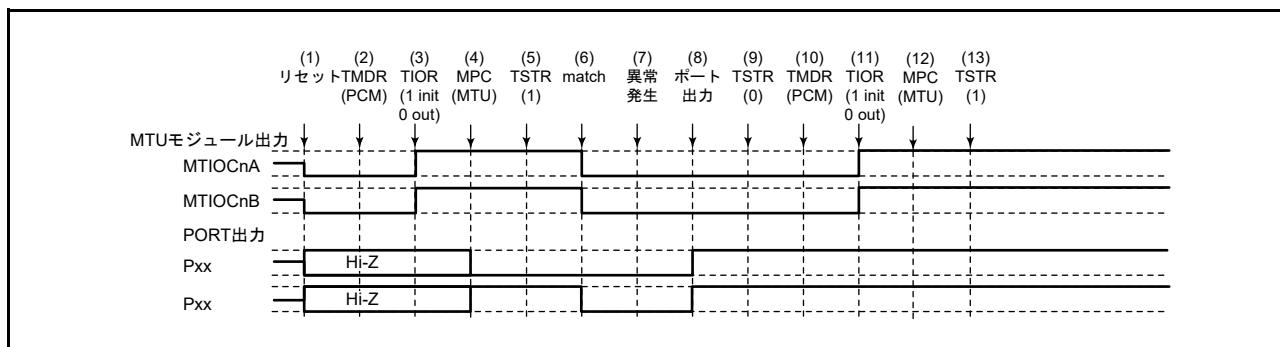 (1) (2) (3) (4) (5) (6) (7) (8) (9) (10) (11) (12) (13)
リセット TMDR TIOR MPC TSTR match 異常 ポート TSTR TMDR TIOR MPC TSTR
(PCM) (1 init (MTU) (1) 発生 出力 (0) (PCM) (1 init (MTU) (1)
0 out) 0 out)
MTUモジュール出力
MTIOCnA
MTIOCnB
PORT出力
Pxx Hi-Z
Pxx Hi-Z